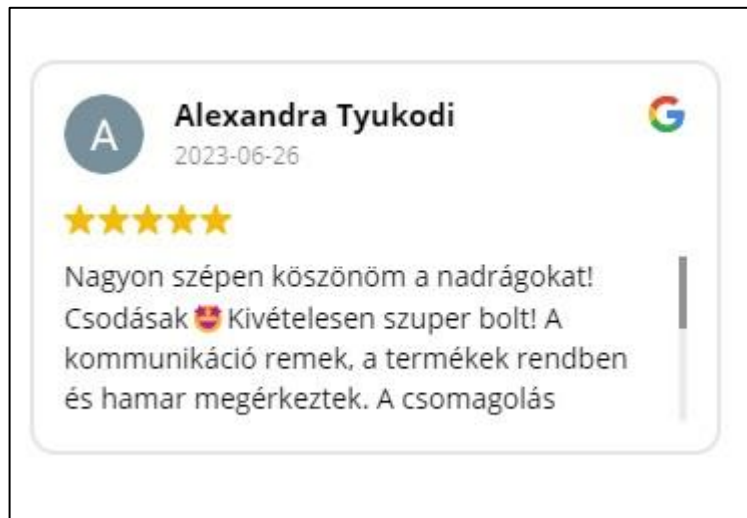 A
Alexandra Tyukodi
2023-06-26
Nagyon szépen köszönöm a nadrágokat!
Csodásak 🤩 Kivételesen szuper bolt! A
kommunikáció remek, a termékek rendben
és hamar megérkeztek. A csomagolás